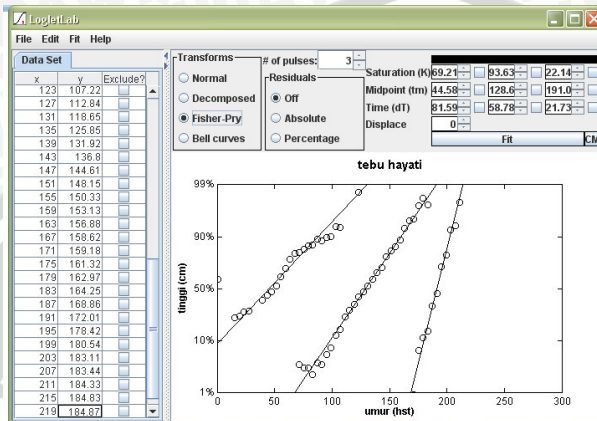 LogletLab
File Edit Fit Help
Data Set
x y Exclude?
123 107.22
127 112.84
131 118.65
135 125.85
139 131.92
143 136.8
147 144.61
151 148.15
155 150.33
159 153.13
163 156.88
167 158.62
171 159.18
175 161.32
179 162.97
183 164.25
187 168.86
191 172.01
195 178.42
199 180.54
203 183.11
207 183.44
211 184.33
215 184.83
219 184.87
Transforms
Normal
Decomposed
Fisher-Pry
Bell curves
# of pulses: 3
Residuals
Off
Absolute
Percentage
Saturation (K) 69.21 93.63 22.14
Midpoint (tm) 44.58 128.6 191.0
Time (dT) 81.59 58.78 21.73
Displace 0
Fit CM
tebu hayati
99%
90%
50%
10%
1%
tinggi (cm)
0 50 100 150 200 250 300
umur (hst)